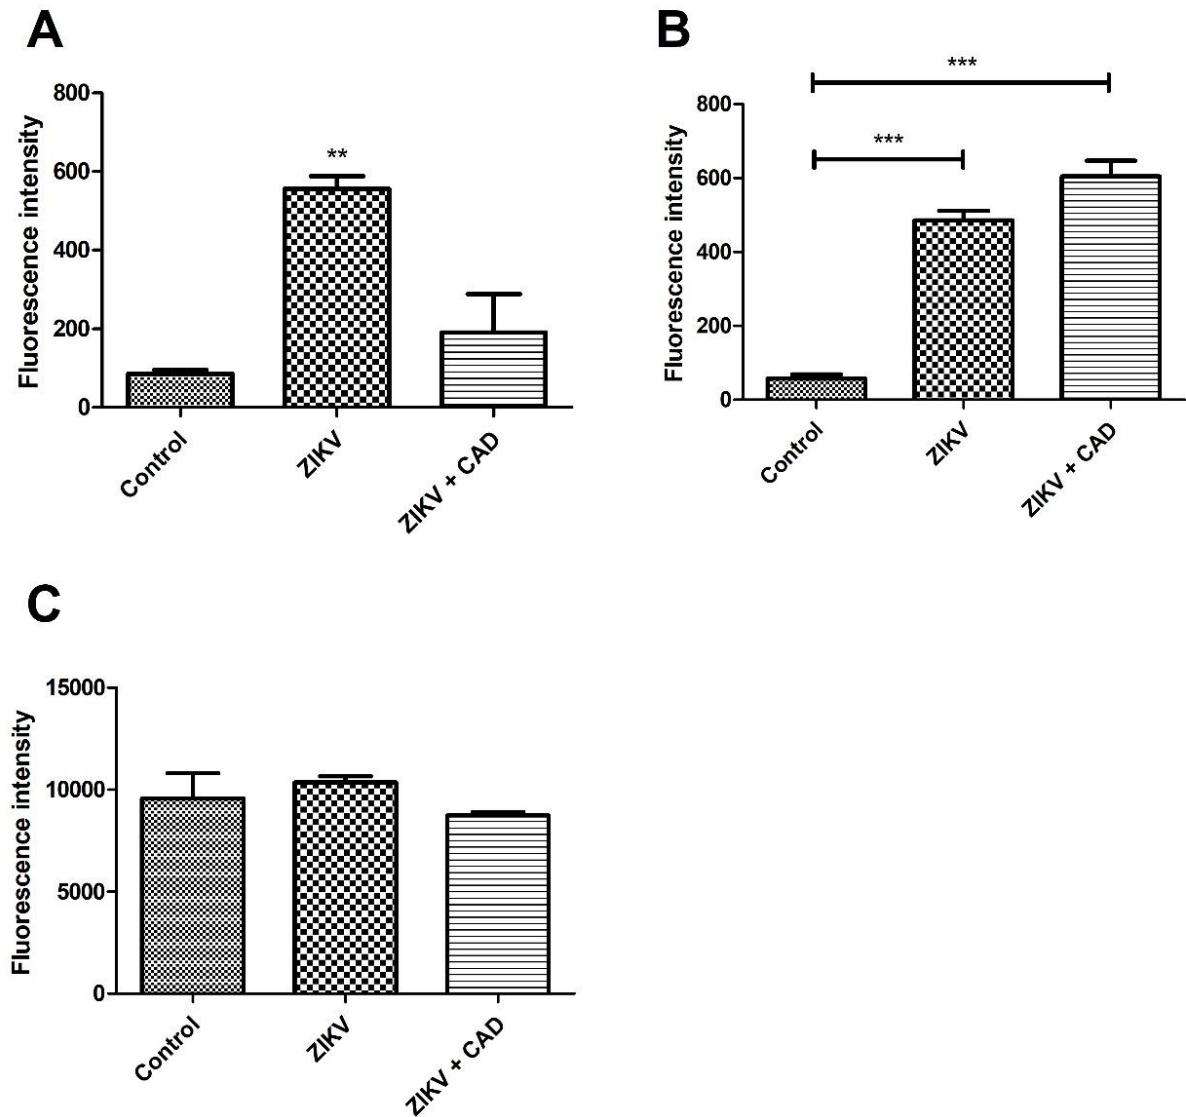 A
Fluorescence intensity
800
600
400
200
0
**
Control
ZIKV
ZIKV + CAD
B
Fluorescence intensity
800
600
400
200
0
***
***
Control
ZIKV
ZIKV + CAD
C
Fluorescence intensity
15000
10000
5000
0
Control
ZIKV
ZIKV + CAD